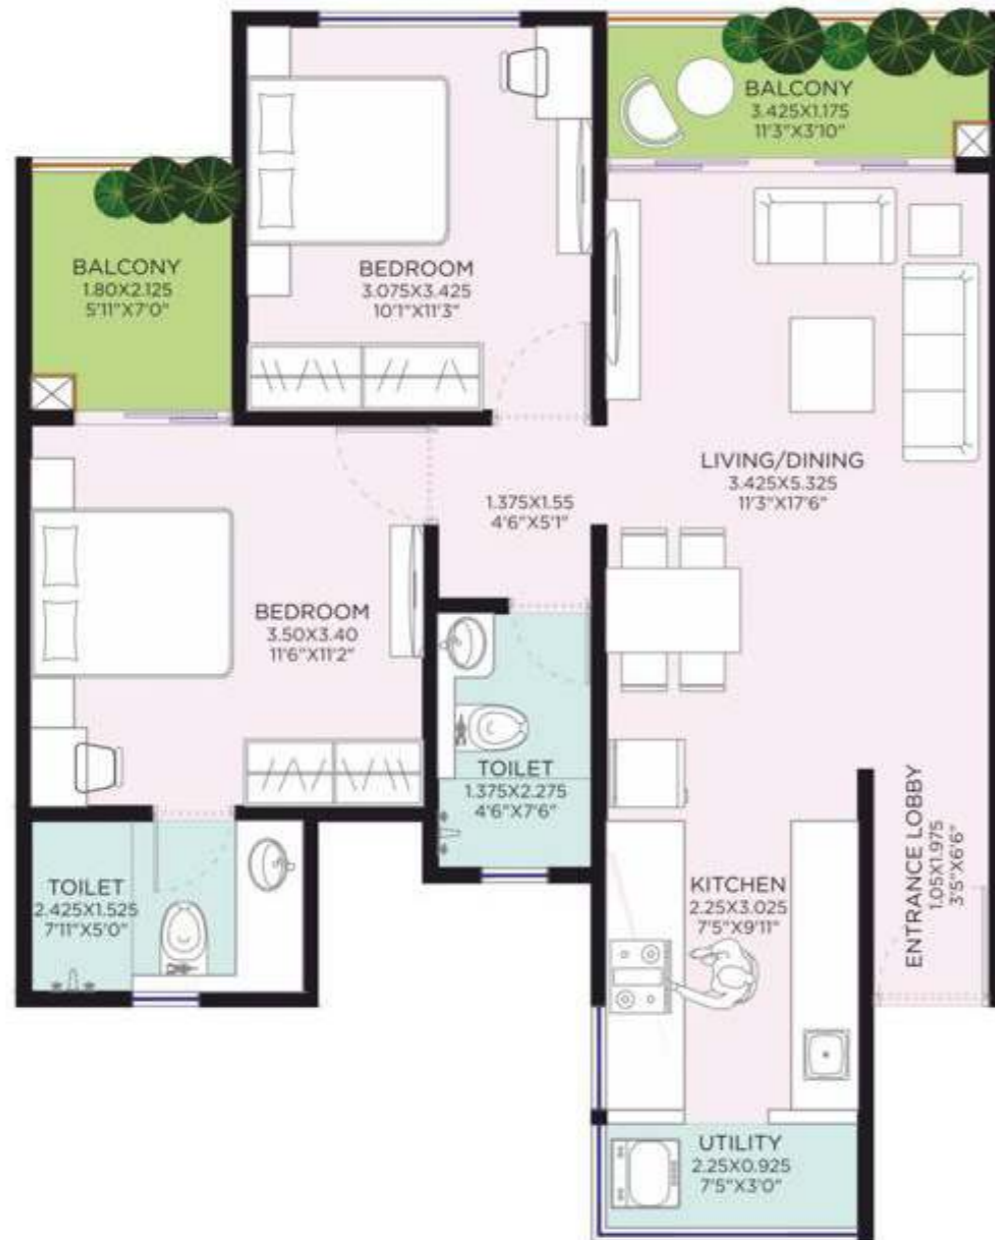 BALCONY
3.425X1.175
11'3"X3'10"
BALCONY
1.80X2.125
5'11"X7'0"
BEDROOM
3.075X3.425
10'1"X11'3"
LIVING/DINING
3.425X5.325
11'3"X17'6"
1.375X1.55
4'6"X5'1"
BEDROOM
3.50X3.40
11'6"X11'2"
TOILET
1.375X2.275
4'6"X7'6"
TOILET
2.425X1.525
7'11"X5'0"
KITCHEN
2.25X3.025
7'5"X9'11"
ENTRANCE LOBBY
1.05X1.975
3'5"X6'6"
UTILITY
2.25X0.925
7'5"X3'0"